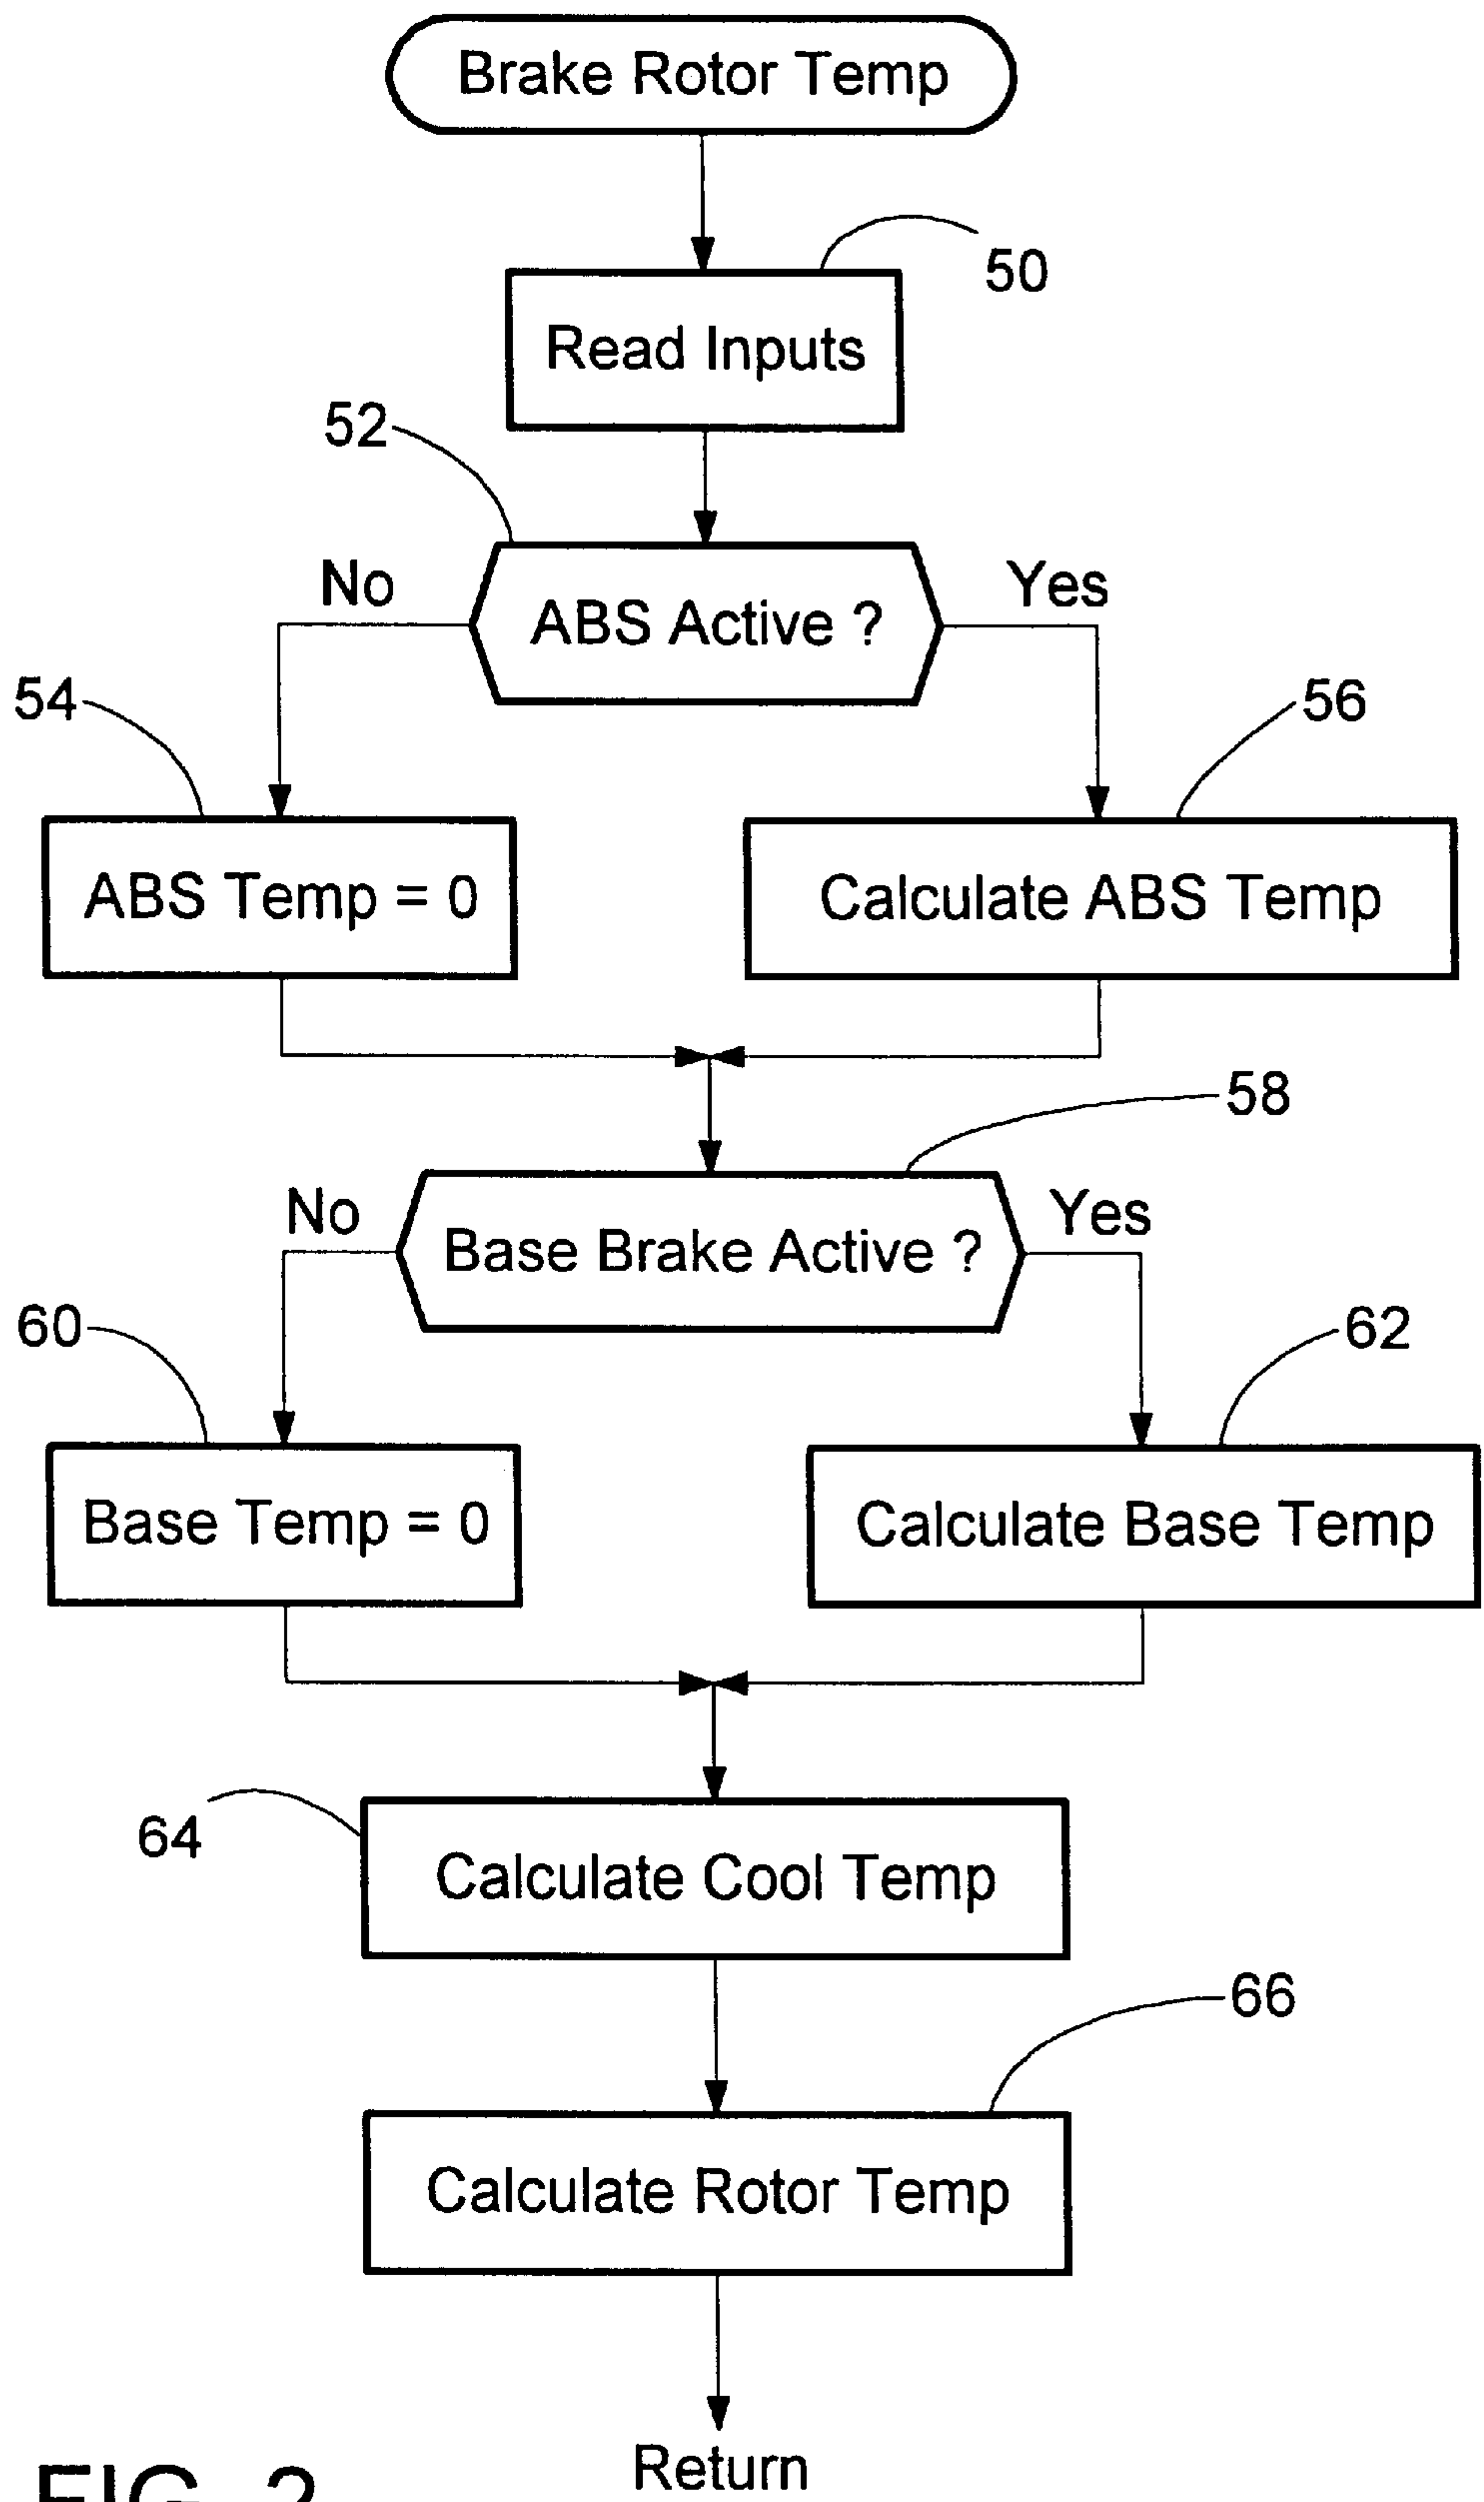 Brake Rotor Temp
50
Read Inputs
52
No
Yes
ABS Active ?
54
56
ABS Temp = 0
Calculate ABS Temp
58
No
Yes
Base Brake Active ?
60
62
Base Temp = 0
Calculate Base Temp
64
Calculate Cool Temp
66
Calculate Rotor Temp
Return
FIG. 2